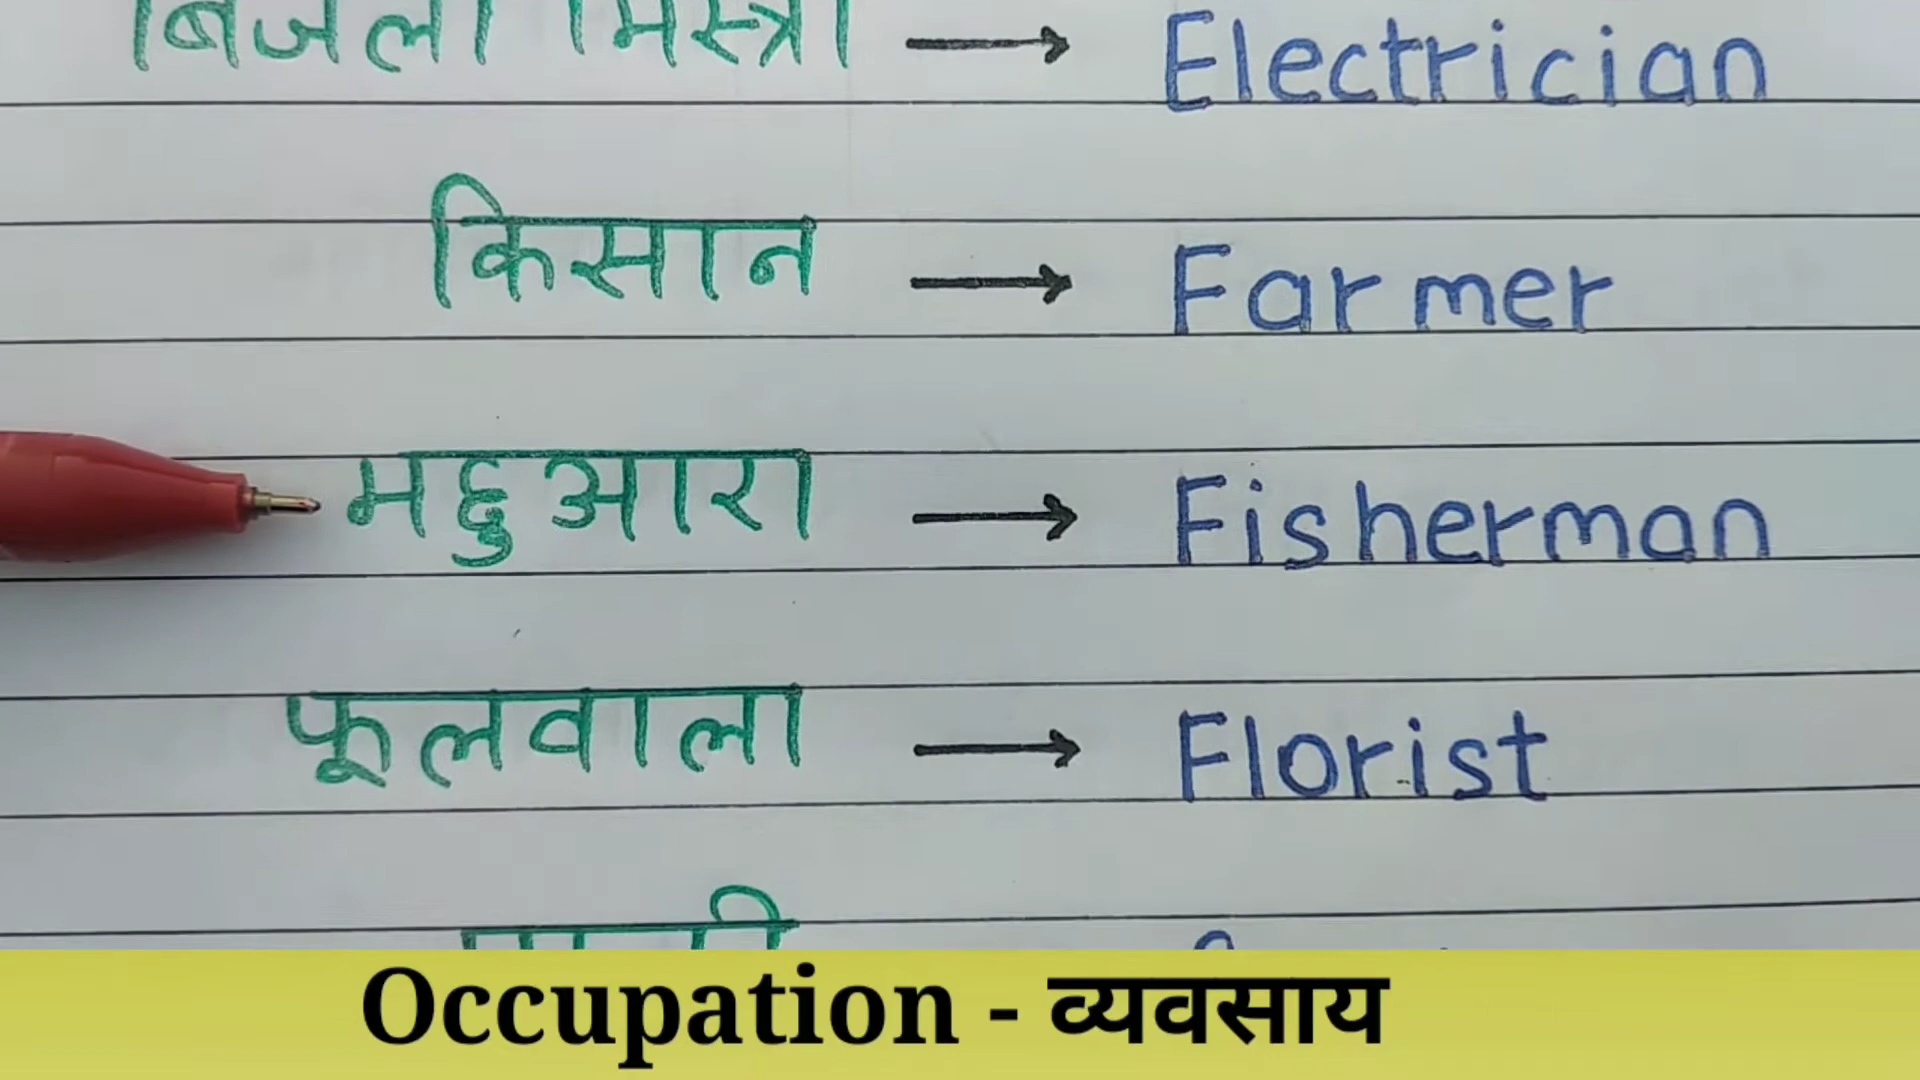 बिजली मिस्त्री → Electrician
किसान → Farmer
मछुआरा → Fisherman
फूलवाला → Florist
Occupation - व्यवसाय